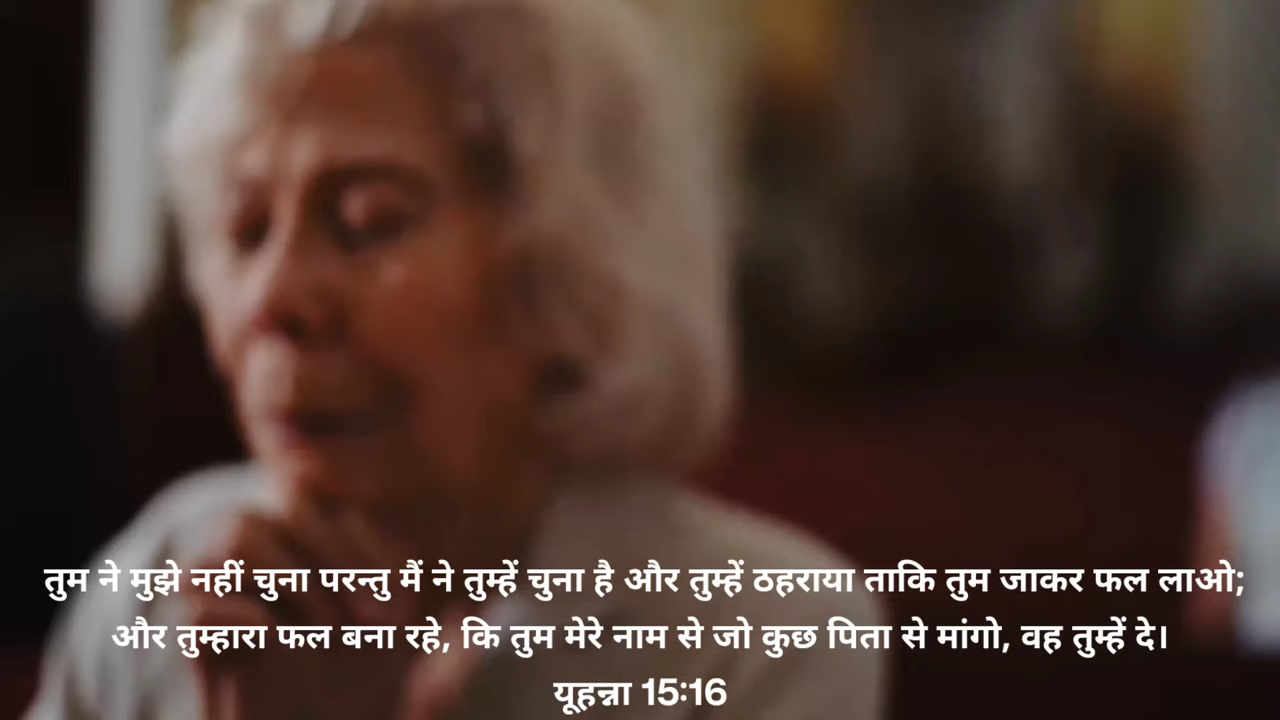 तुम ने मुझे नहीं चुना परन्तु मैं ने तुम्हें चुना है और तुम्हें ठहराया ताकि तुम जाकर फल लाओ;
और तुम्हारा फल बना रहे, कि तुम मेरे नाम से जो कुछ पिता से मांगो, वह तुम्हें दे।
यूहन्ना 15:16